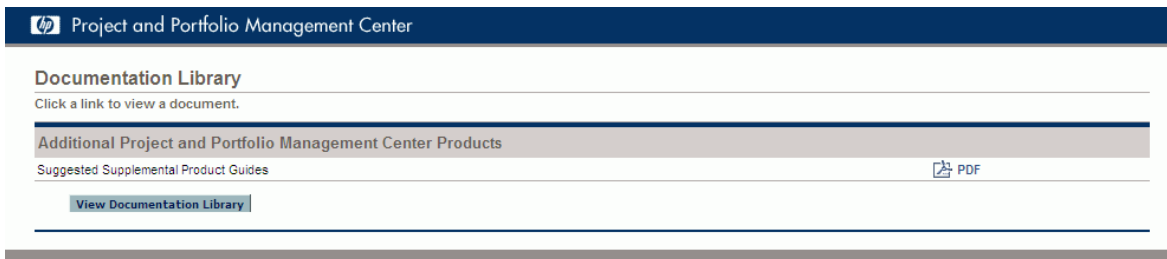 hp Project and Portfolio Management Center
Documentation Library
Click a link to view a document.
Additional Project and Portfolio Management Center Products
Suggested Supplemental Product Guides PDF
View Documentation Library